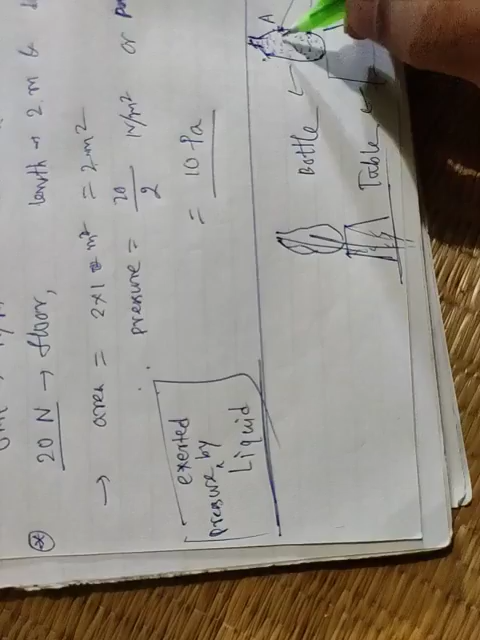 20 N → floor, length → 2 m &
→ area = 2×1 m² = 2 m²
∴ pressure = 20/2 N/m² or
= 10 Pa
exerted
pressure by
Liquid
A
Bottle
Table